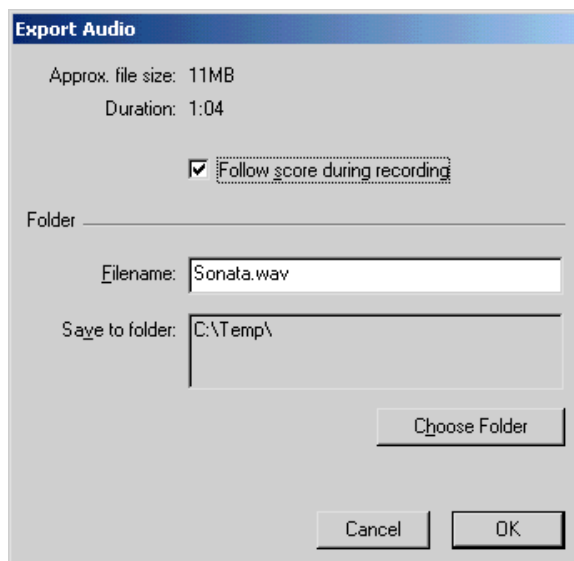 Export Audio
Approx. file size: 11MB
Duration: 1:04
Follow score during recording
Folder
Filename: Sonata.wav
Save to folder: C:\Temp\
Choose Folder
Cancel OK